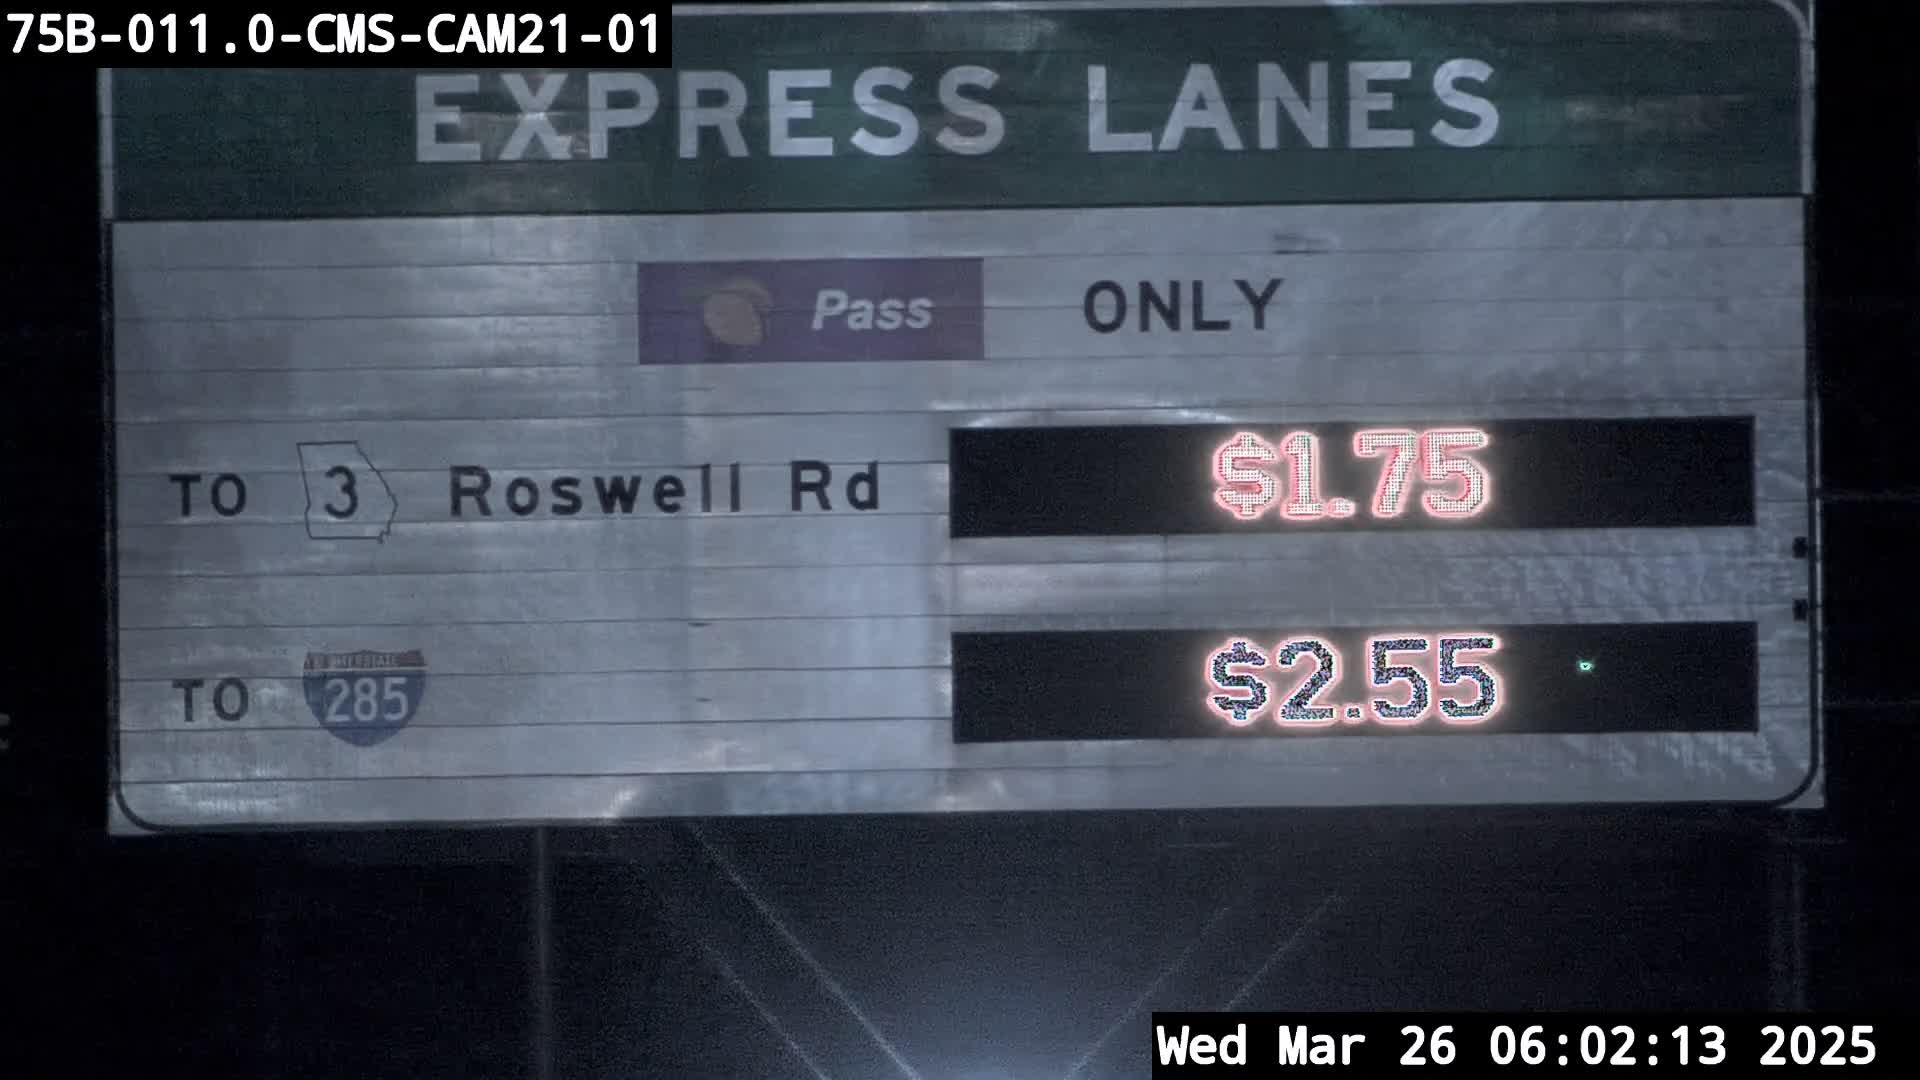 75B-011.0-CMS-CAM21-01
EXPRESS LANES
Pass ONLY
TO 3 Roswell Rd $1.75
INTERSTATE
TO 285 $2.55
Wed Mar 26 06:02:13 2025